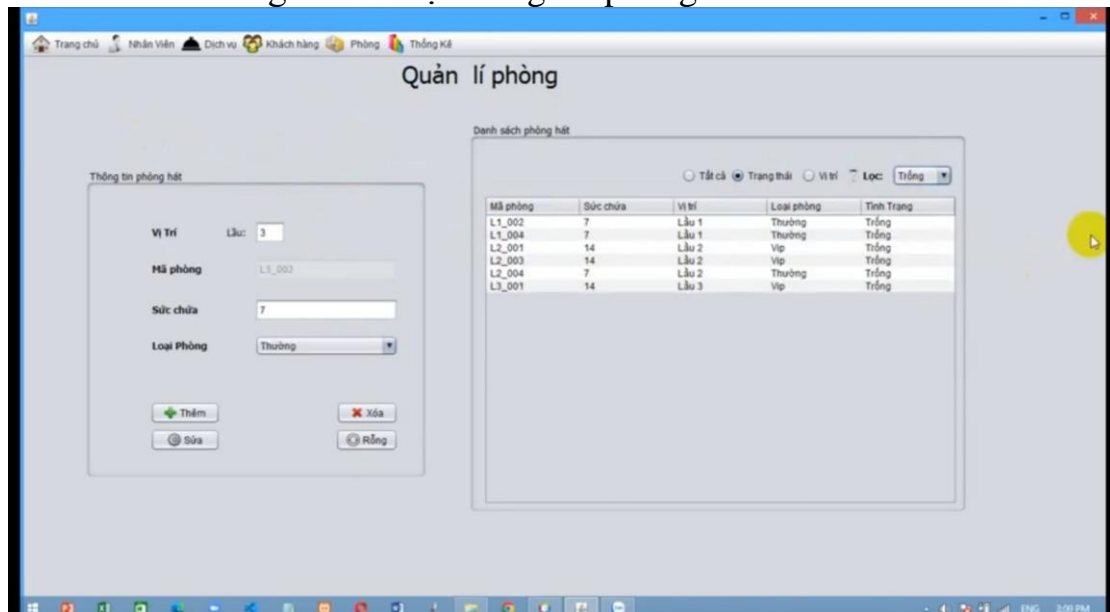 Trang chủ Nhân Viên Dịch vụ Khách hàng Phòng Thống Kê
Quản lí phòng
Danh sách phòng hát
Thông tin phòng hát
Tất cả Trạng thái Vị trí Lọc: Trống
Mã phòng Sức chứa Vị trí Loại phòng Tình Trạng
L1_002 7 Lầu 1 Thường Trống
L1_004 7 Lầu 1 Thường Trống
L2_001 14 Lầu 2 Vip Trống
L2_003 14 Lầu 2 Vip Trống
L2_004 7 Lầu 2 Thường Trống
L3_001 14 Lầu 3 Vip Trống
Vị Trí Lầu: 3
Mã phòng L3_002
Sức chứa 7
Loại Phòng Thường
Thêm Xóa
Sửa Rỗng
ENG 3:00 PM